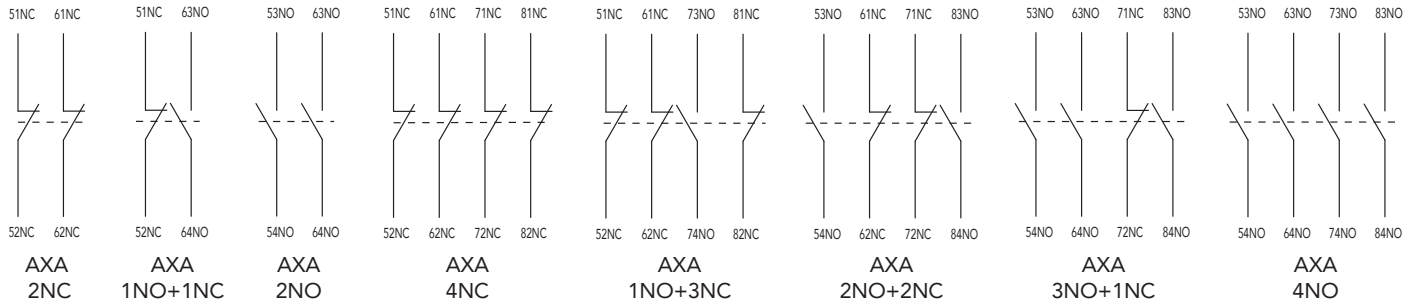 51NC 61NC 51NC 63NO 53NO 63NO 51NC 61NC 71NC 81NC 51NC 61NC 73NO 81NC 53NO 61NC 71NC 83NO 53NO 63NO 71NC 83NO 53NO 63NO 73NO 83NO
52NC 62NC 52NC 64NO 54NO 64NO 52NC 62NC 72NC 82NC 52NC 62NC 74NO 82NC 54NO 62NC 72NC 84NO 54NO 64NO 72NC 84NO 54NO 64NO 74NO 84NO
AXA AXA AXA AXA AXA AXA AXA AXA
2NC 1NO+1NC 2NO 4NC 1NO+3NC 2NO+2NC 3NO+1NC 4NO